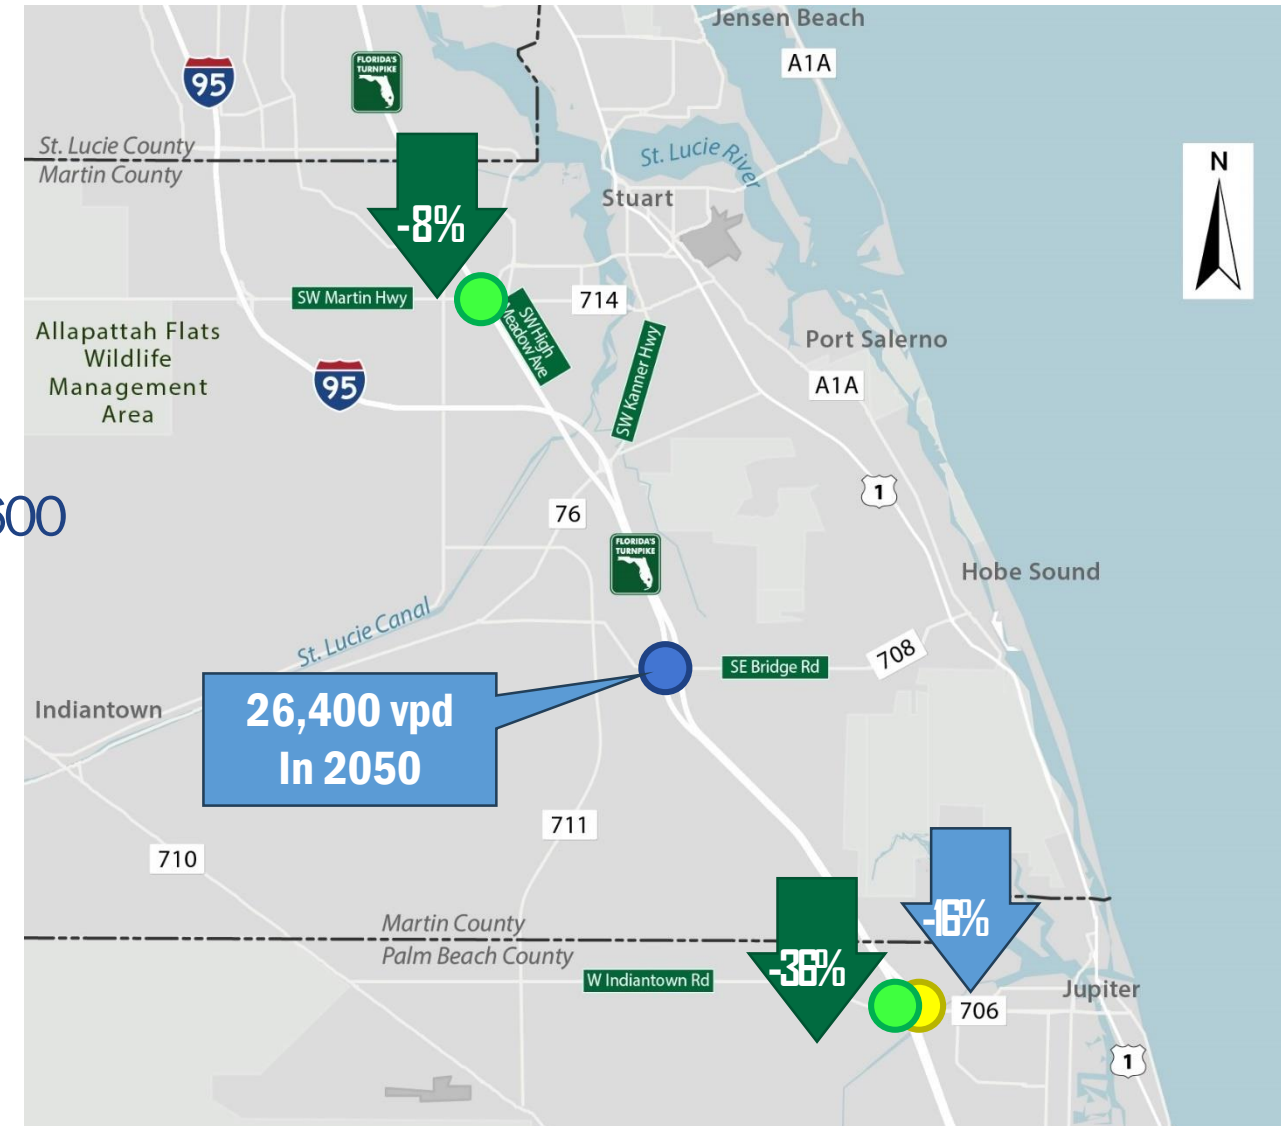 Jensen Beach
A1A
95
FLORIDA'S
TURNPIKE
St. Lucie County
Martin County
St. Lucie River
N
Stuart
-8%
SW Martin Hwy
714
SW High
Meadow Ave
Allapattah Flats
Wildlife
Management
Area
95
SW Kanner Hwy
Port Salerno
A1A
1
600
76
FLORIDA'S
TURNPIKE
Hobe Sound
St. Lucie Canal
708
SE Bridge Rd
26,400 vpd
In 2050
Indiantown
711
710
Martin County
Palm Beach County
-16%
-36%
W Indiantown Rd
Jupiter
706
1